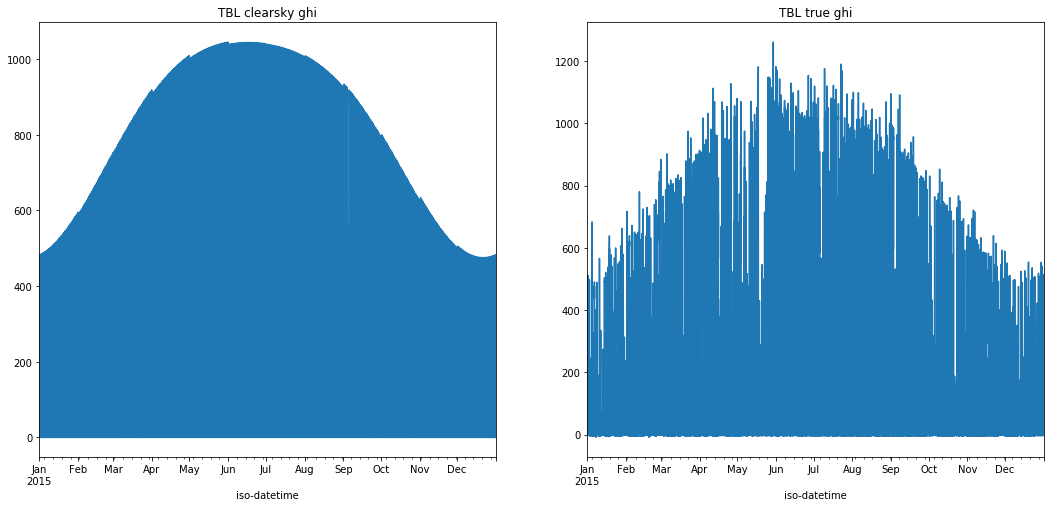 TBL clearsky ghi
1000
800
600
400
200
0
Jan Feb Mar Apr May Jun Jul Aug Sep Oct Nov Dec
2015
iso-datetime
TBL true ghi
1200
1000
800
600
400
200
0
Jan Feb Mar Apr May Jun Jul Aug Sep Oct Nov Dec
2015
iso-datetime